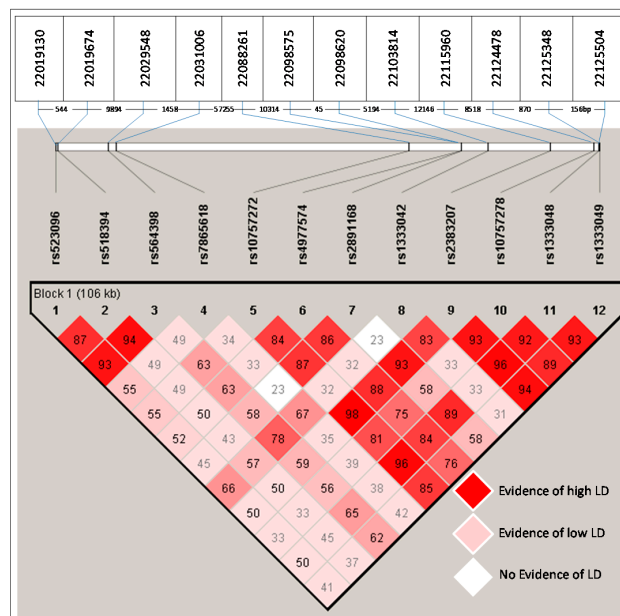 22019130 22019674 22029548 22031006 22088261 22098575 22098620 22103814 22115960 22124478 22125348 22125504
544 9894 1458 57255 10314 45 5194 12146 8518 870 156bp
rs523096 rs518394 rs564398 rs7865618 rs10757272 rs4977574 rs2891168 rs1333042 rs2383207 rs10757278 rs1333048 rs1333049
Block 1 (106 kb)
1 2 3 4 5 6 7 8 9 10 11 12
87 94 49 34 84 86 23 83 93 92 93
93 49 63 33 87 32 93 33 96 89
55 49 63 23 32 88 58 33 94
55 50 58 67 98 75 89 31
52 43 78 35 81 84 58
45 57 59 39 96 76
66 50 56 38 85
50 33 65 42
33 45 62
50 37
41
Evidence of high LD
Evidence of low LD
No Evidence of LD